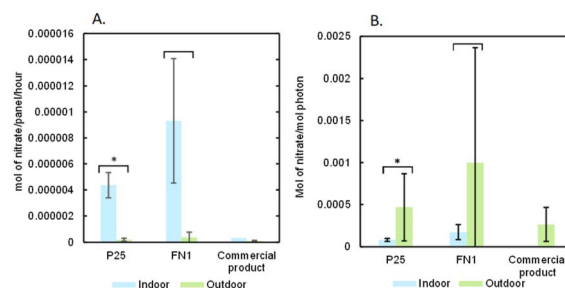 A.
mol of nitrate/panel/hour
0.000016
0.000014
0.000012
0.00001
0.000008
0.000006
0.000004
0.000002
0
*
P25
FN1
Commercial
product
Indoor
Outdoor
B.
Mol of nitrate/mol photon
0.0025
0.002
0.0015
0.001
0.0005
0
*
P25
FN1
Commercial
product
Indoor
Outdoor